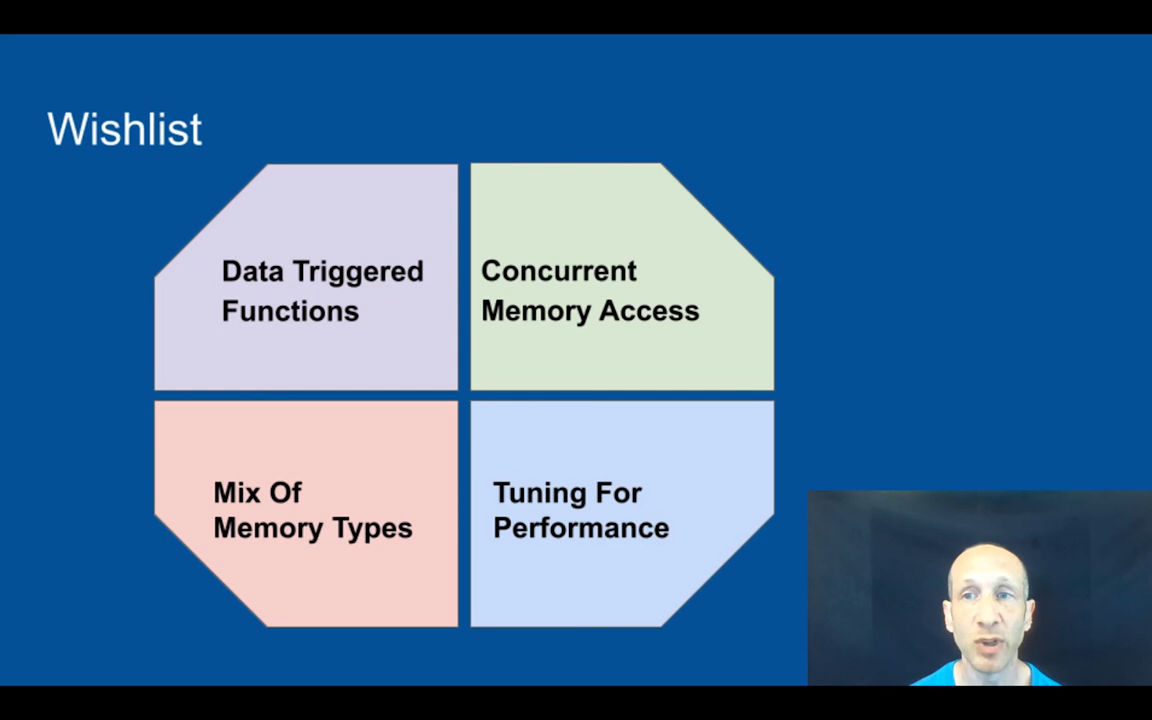 Wishlist
Data Triggered
Functions
Concurrent
Memory Access
Mix Of
Memory Types
Tuning For
Performance